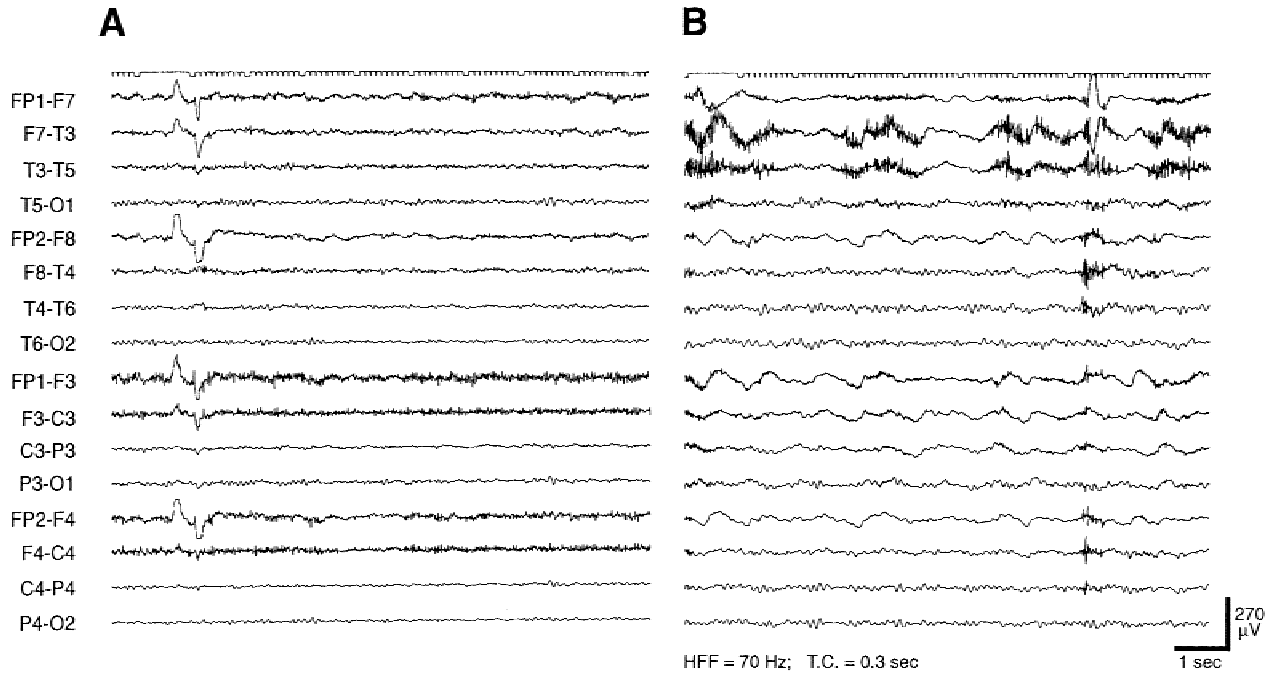 A
B
FP1-F7
F7-T3
T3-T5
T5-O1
FP2-F8
F8-T4
T4-T6
T6-O2
FP1-F3
F3-C3
C3-P3
P3-O1
FP2-F4
F4-C4
C4-P4
P4-O2
270
µV
1 sec
HFF = 70 Hz; T.C. = 0.3 sec